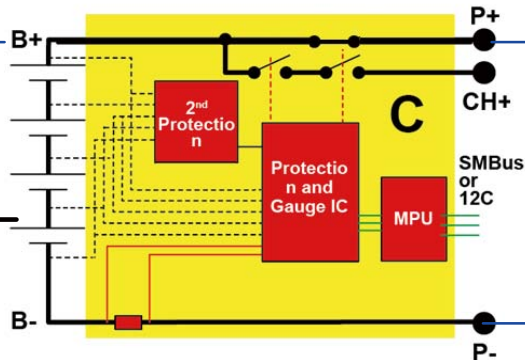 B+
P+
CH+
2nd
Protectio
n
C
Protectio
n and
Gauge IC
MPU
SMBus
or
12C
B-
P-